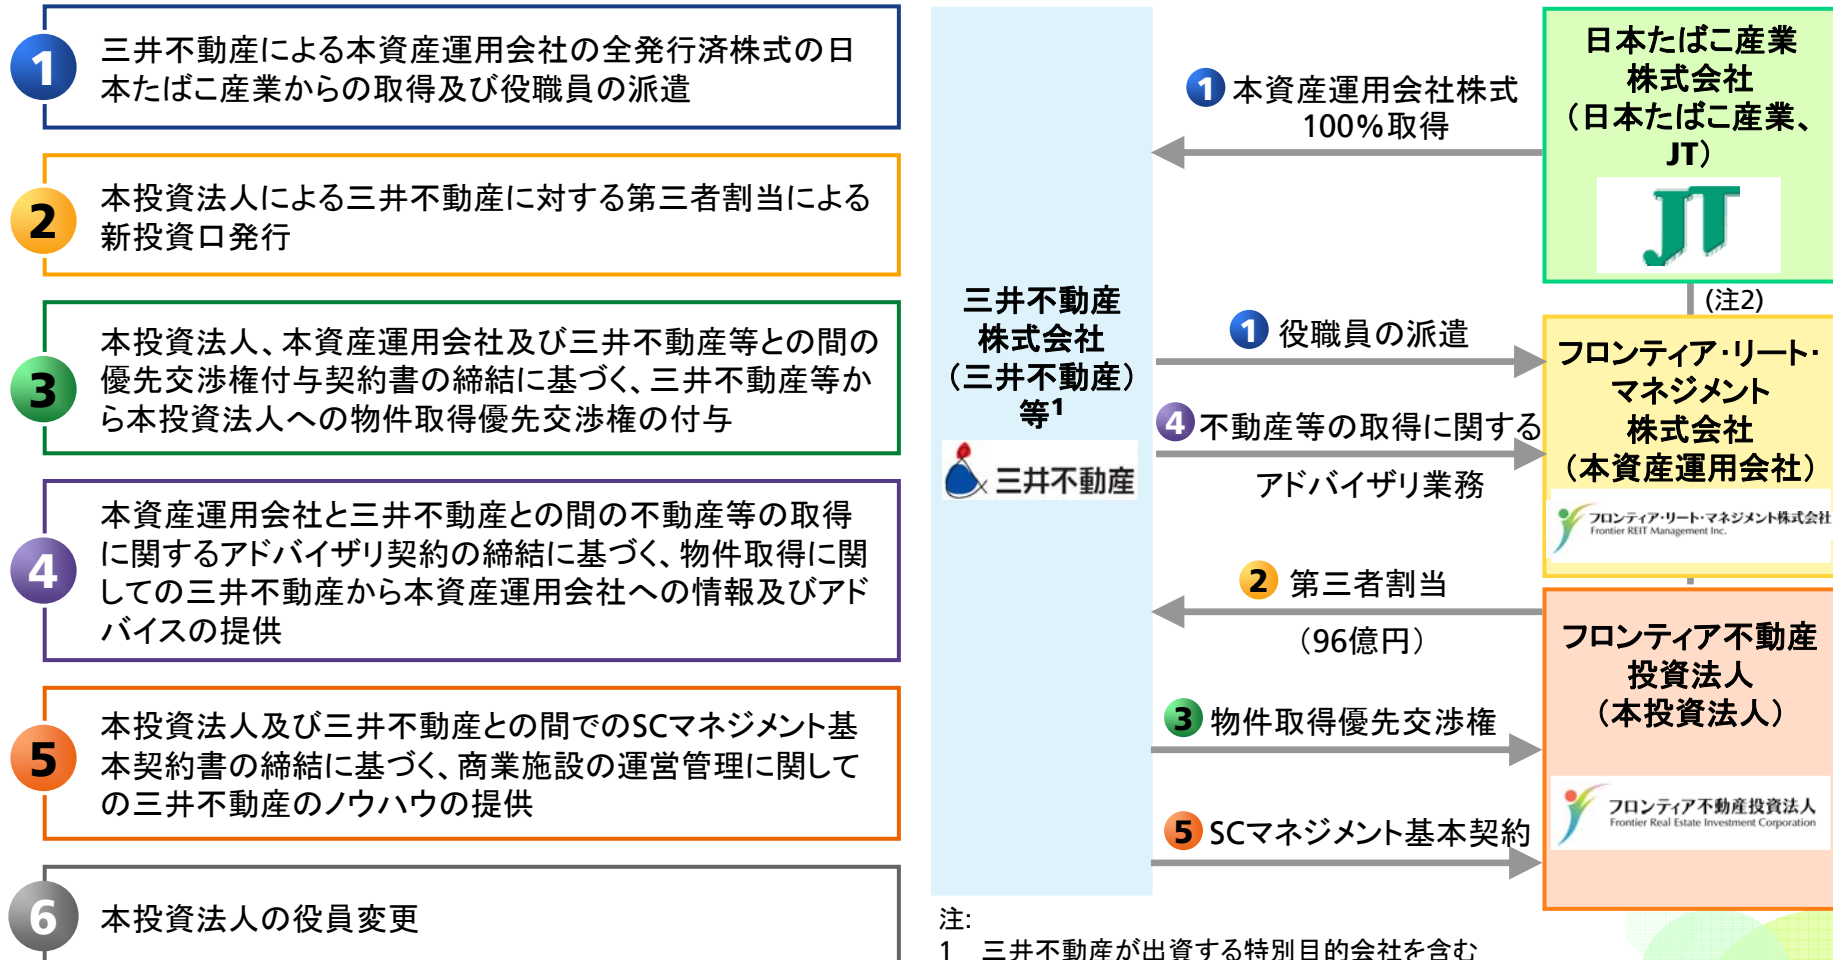 1
三井不動産による本資産運用会社の全発行済株式の日
本たばこ産業からの取得及び役職員の派遣
2
本投資法人による三井不動産に対する第三者割当による
新投資口発行
3
本投資法人、本資産運用会社及び三井不動産等との間の
優先交渉権付与契約書の締結に基づく、三井不動産等か
ら本投資法人への物件取得優先交渉権の付与
4
本資産運用会社と三井不動産との間の不動産等の取得
に関するアドバイザリ契約の締結に基づく、物件取得に関
しての三井不動産から本資産運用会社への情報及びアド
バイスの提供
5
本投資法人及び三井不動産との間でのSCマネジメント基
本契約書の締結に基づく、商業施設の運営管理に関して
の三井不動産のノウハウの提供
6
本投資法人の役員変更
三井不動産
株式会社
（三井不動産）
等1
三井不動産
1 本資産運用会社株式
100％取得
1 役職員の派遣
4 不動産等の取得に関する
アドバイザリ業務
2 第三者割当
（96億円）
3 物件取得優先交渉権
5 SCマネジメント基本契約
日本たばこ産業
株式会社
（日本たばこ産業、
JT）
JT
(注2)
フロンティア・リート・
マネジメント
株式会社
（本資産運用会社）
フロンティア・リート・マネジメント株式会社
Frontier REIT Management Inc.
フロンティア不動産
投資法人
（本投資法人）
フロンティア不動産投資法人
Frontier Real Estate Investment Corporation
注:
1 三井不動産が出資する特別目的会社を含む